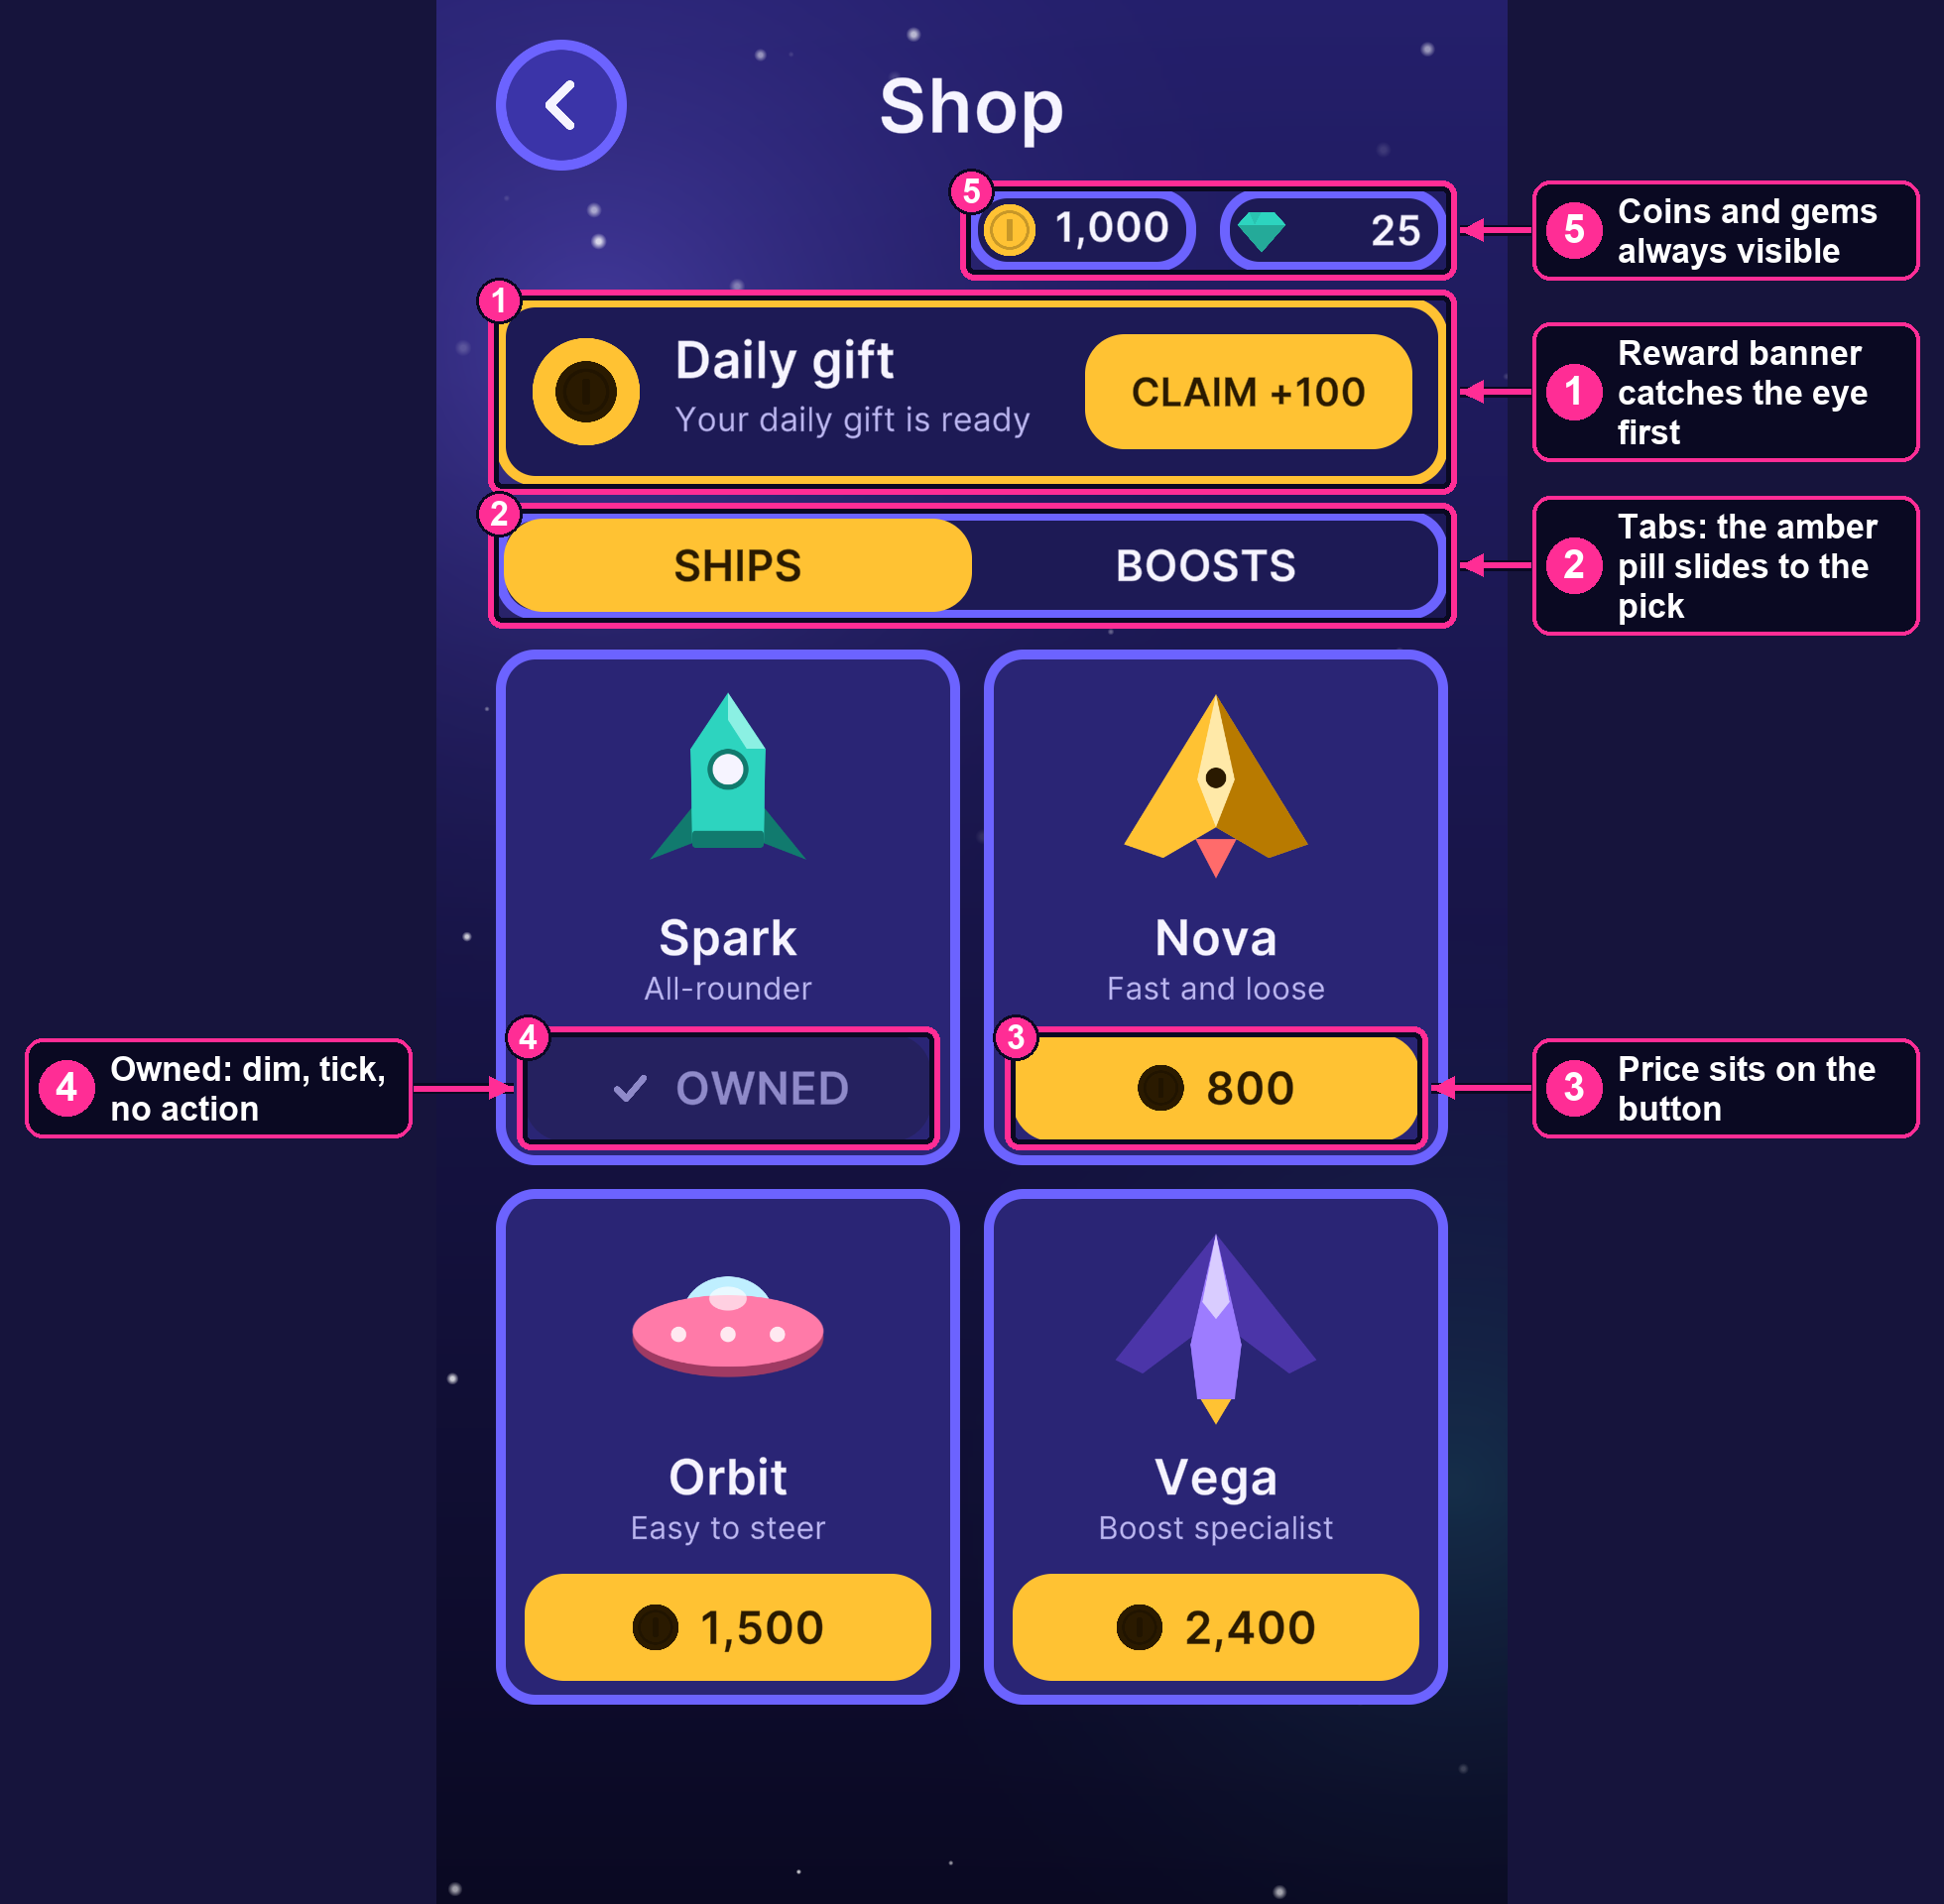 Shop
5
1,000
25
5
Coins and gems
always visible
1
Daily gift
Your daily gift is ready
CLAIM +100
1
Reward banner
catches the eye
first
2
SHIPS
BOOSTS
2
Tabs: the amber
pill slides to the
pick
Spark
All-rounder
Nova
Fast and loose
4
Owned: dim, tick,
no action
4
OWNED
3
800
3
Price sits on the
button
Orbit
Easy to steer
1,500
Vega
Boost specialist
2,400